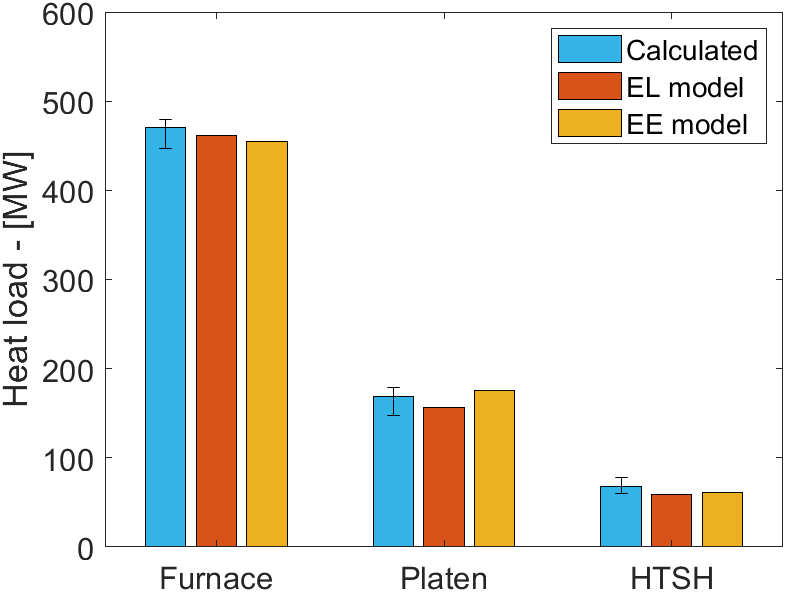 600
500
400
300
200
100
0
Heat load - [MW]
Calculated
EL model
EE model
Furnace
Platen
HTSH